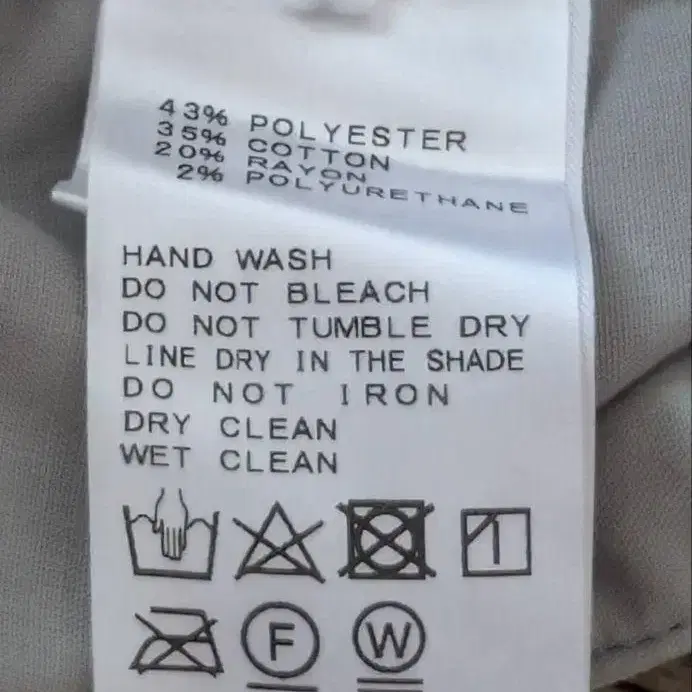 43% POLYESTER
35% COTTON
20% RAYON
2% POLYURETHANE
HAND WASH
DO NOT BLEACH
DO NOT TUMBLE DRY
LINE DRY IN THE SHADE
DO NOT IRON
DRY CLEAN
WET CLEAN
F W